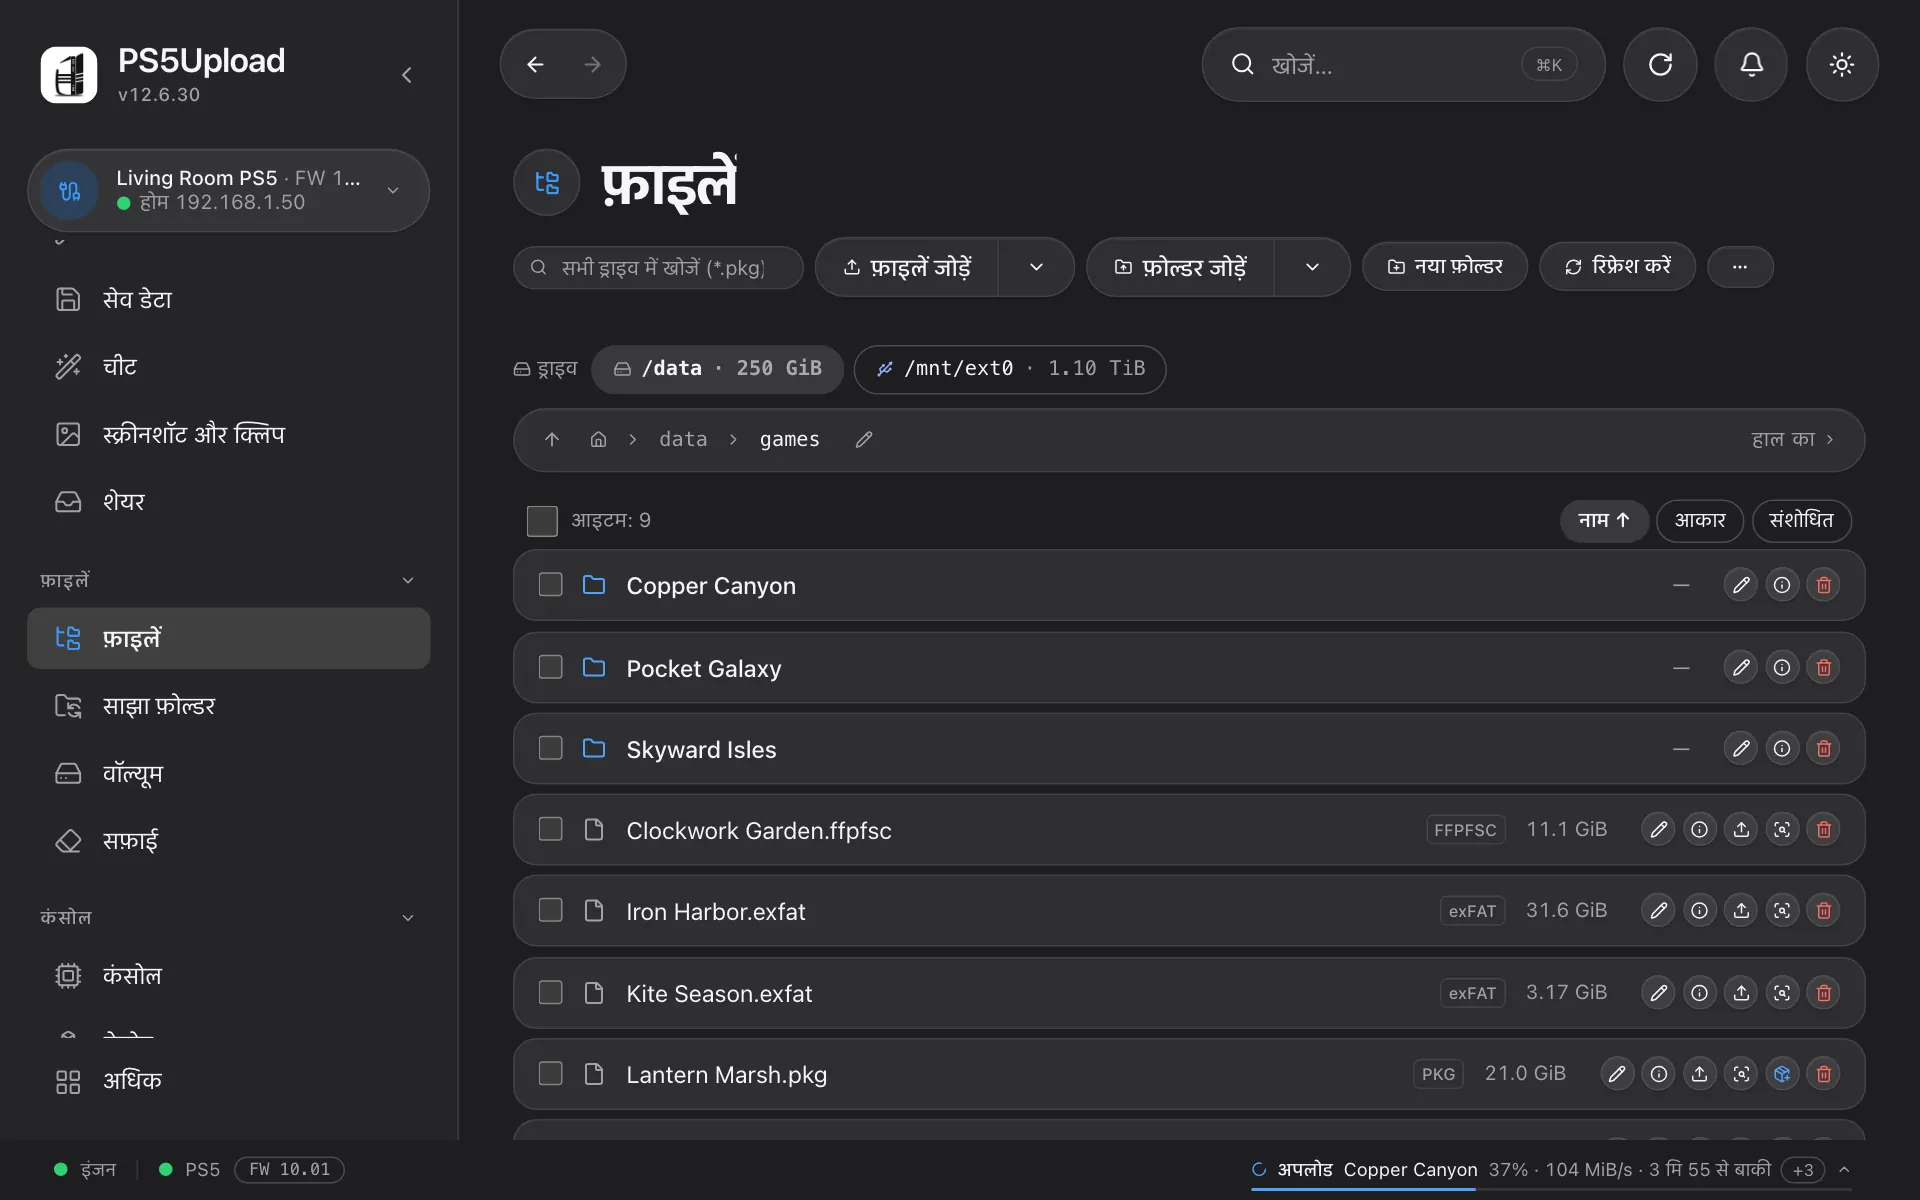 PS5Upload
v12.6.30
Living Room PS5 · FW 1...
होम 192.168.1.50
सेव डेटा
चीट
स्क्रीनशॉट और क्लिप
शेयर
फ़ाइलें
फ़ाइलें
साझा फ़ोल्डर
वॉल्यूम
सफ़ाई
कंसोल
कंसोल
अधिक
खोजें... ⌘K
फ़ाइलें
सभी ड्राइव में खोजें (*.pkg)
फ़ाइलें जोड़ें
फ़ोल्डर जोड़ें
नया फ़ोल्डर
रिफ्रेश करें
ड्राइव
/data · 250 GiB
/mnt/ext0 · 1.10 TiB
data > games
हाल का
आइटम: 9
नाम ↑
आकार
संशोधित
Copper Canyon —
Pocket Galaxy —
Skyward Isles —
Clockwork Garden.ffpfsc FFPFSC 11.1 GiB
Iron Harbor.exfat exFAT 31.6 GiB
Kite Season.exfat exFAT 3.17 GiB
Lantern Marsh.pkg PKG 21.0 GiB
इंजन PS5 FW 10.01
अपलोड Copper Canyon 37% · 104 MiB/s · 3 मि 55 से बाकी +3